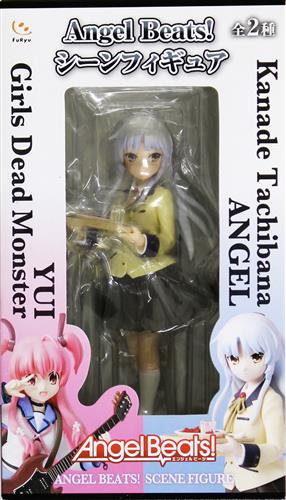 FuRyu
Angel Beats!
シーンフィギュア
全2種
Girls Dead Monster
YUI
Kanade Tachibana
ANGEL
AngelBeats!
エンジェルビーツ
ANGEL BEATS! SCENE FIGURE